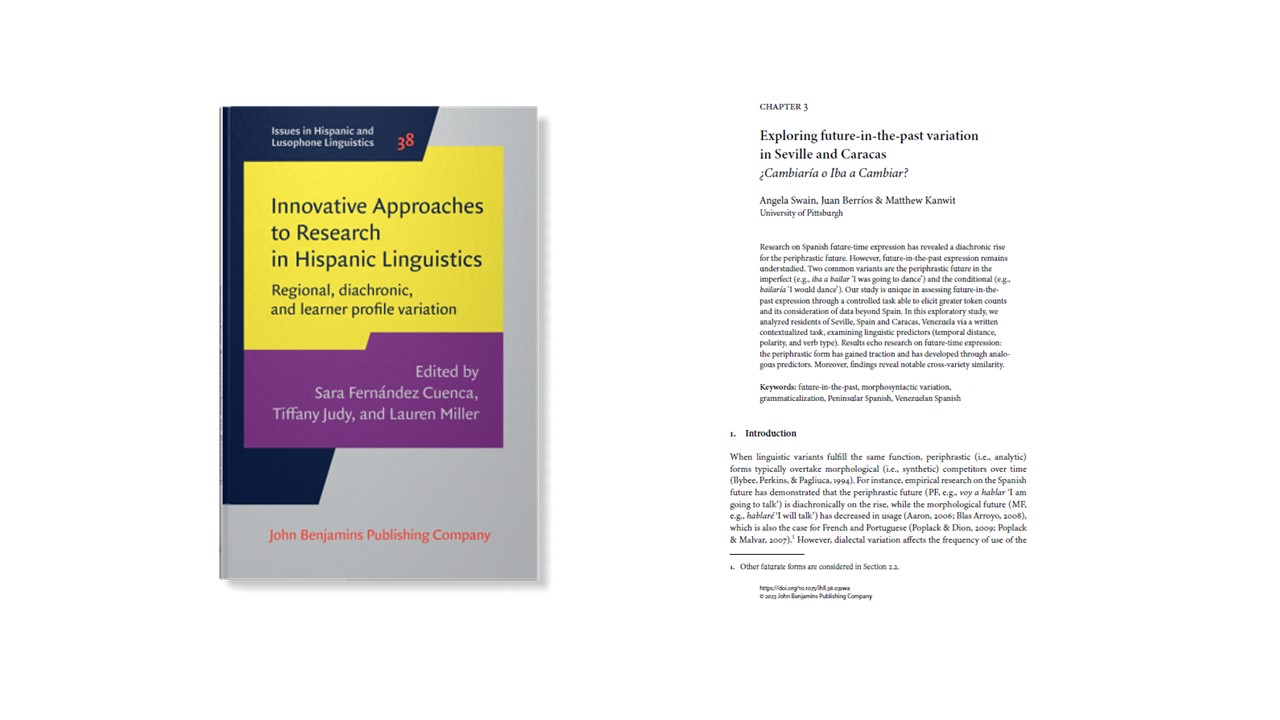 Issues in Hispanic and
Lusophone Linguistics 38
Innovative Approaches
to Research
in Hispanic Linguistics
Regional, diachronic,
and learner profile variation
Edited by
Sara Fernández Cuenca,
Tiffany Judy, and Lauren Miller
John Benjamins Publishing Company
CHAPTER 3
Exploring future-in-the-past variation
in Seville and Caracas
¿Cambiaría o Iba a Cambiar?
Angela Swain, Juan Berríos & Matthew Kanwit
University of Pittsburgh
Research on Spanish future-time expression has revealed a diachronic rise
for the periphrastic future. However, future-in-the-past expression remains
understudied. Two common variants are the periphrastic future in the
imperfect (e.g., iba a bailar ‘I was going to dance’) and the conditional (e.g.,
bailaría ‘I would dance’). Our study is unique in assessing future-in-the-
past expression through a controlled task able to elicit greater token counts
and its consideration of data beyond Spain. In this exploratory study, we
analyzed residents of Seville, Spain and Caracas, Venezuela via a written
contextualized task, examining linguistic predictors (temporal distance,
polarity, and verb type). Results echo research on future-time expression:
the periphrastic form has gained traction and has developed through analo-
gous predictors. Moreover, findings reveal notable cross-variety similarity.
Keywords: future-in-the-past, morphosyntactic variation,
grammaticalization, Peninsular Spanish, Venezuelan Spanish
1. Introduction
When linguistic variants fulfill the same function, periphrastic (i.e., analytic)
forms typically overtake morphological (i.e., synthetic) competitors over time
(Bybee, Perkins, & Pagliuca, 1994). For instance, empirical research on the Spanish
future has demonstrated that the periphrastic future (PF, e.g., voy a hablar ‘I am
going to talk’) is diachronically on the rise, while the morphological future (MF,
e.g., hablaré ‘I will talk’) has decreased in usage (Aaron, 2006; Blas Arroyo, 2008),
which is also the case for French and Portuguese (Poplack & Dion, 2009; Poplack
& Malvar, 2007).1 However, dialectal variation affects the frequency of use of the
1. Other futurate forms are considered in Section 2.2.
https://doi.org/10.1075/ihll.38.03swa
© 2023 John Benjamins Publishing Company